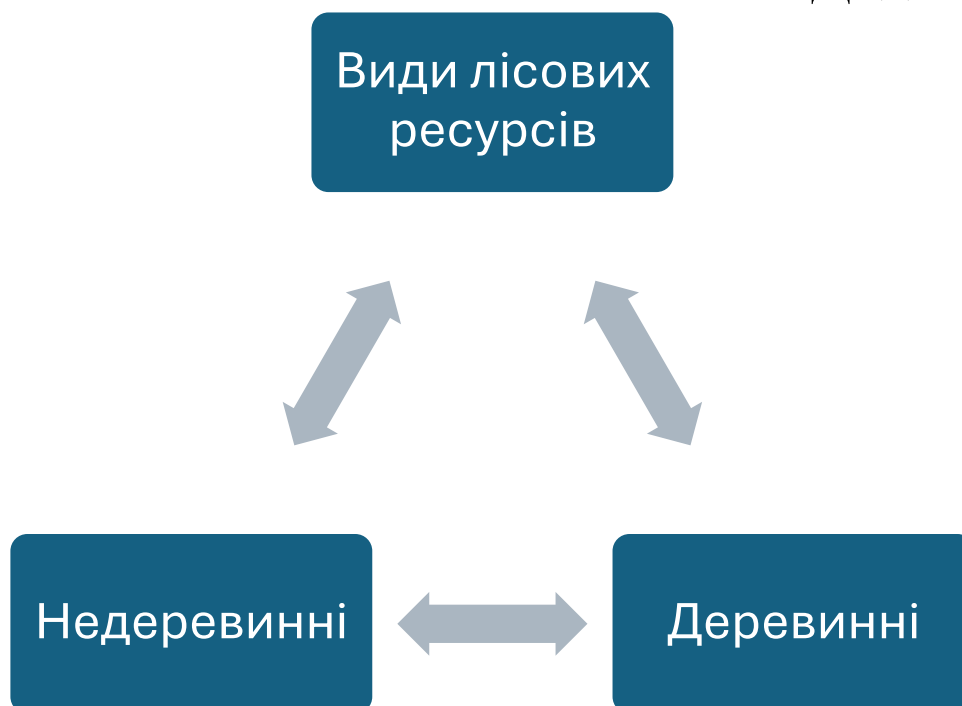 Види лісових
ресурсів
Недеревинні
Деревинні